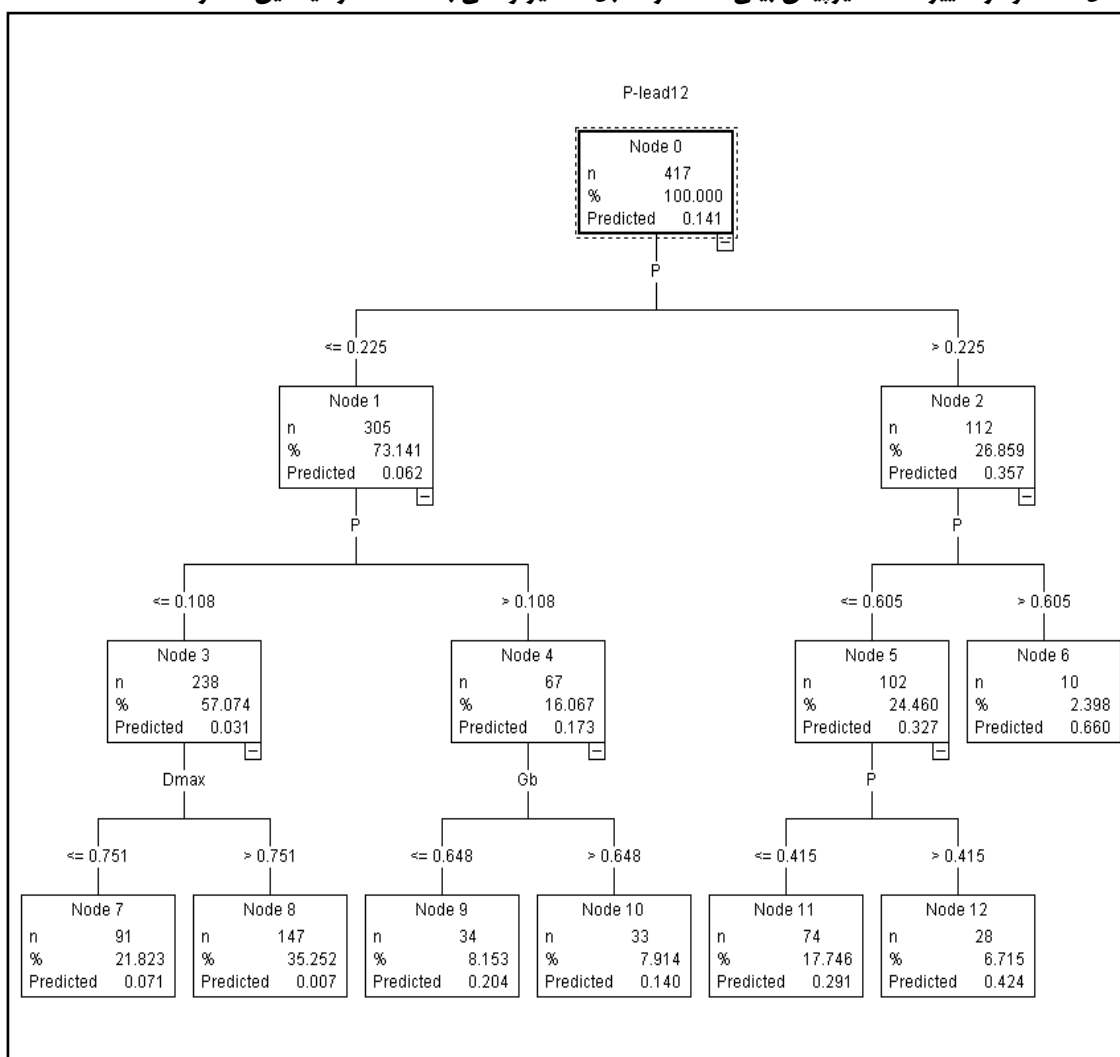 P-lead12
Node 0
n 417
% 100.000
Predicted 0.141
P
<= 0.225
> 0.225
Node 1
n 305
% 73.141
Predicted 0.062
Node 2
n 112
% 26.859
Predicted 0.357
P
P
<= 0.108
> 0.108
<= 0.605
> 0.605
Node 3
n 238
% 57.074
Predicted 0.031
Node 4
n 67
% 16.067
Predicted 0.173
Node 5
n 102
% 24.460
Predicted 0.327
Node 6
n 10
% 2.398
Predicted 0.660
Dmax
Gb
P
<= 0.751
> 0.751
<= 0.648
> 0.648
<= 0.415
> 0.415
Node 7
n 91
% 21.823
Predicted 0.071
Node 8
n 147
% 35.252
Predicted 0.007
Node 9
n 34
% 8.153
Predicted 0.204
Node 10
n 33
% 7.914
Predicted 0.140
Node 11
n 74
% 17.746
Predicted 0.291
Node 12
n 28
% 6.715
Predicted 0.424